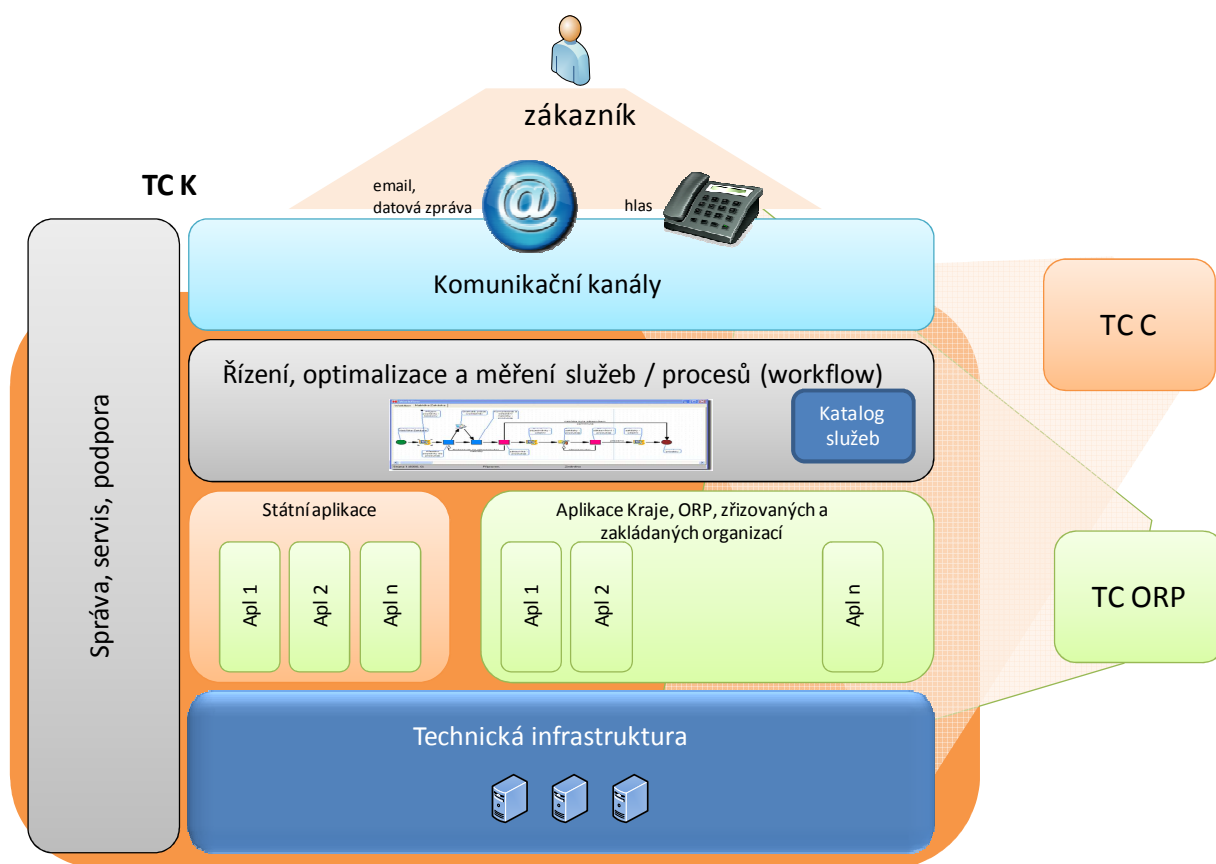 zákazník
TC K
email,
datová zpráva
hlas
Komunikační kanály
TC C
Řízení, optimalizace a měření služeb / procesů (workflow)
Katalog
služeb
Správa, servis, podpora
Státní aplikace
Aplikace Kraje, ORP, zřizovaných a
zakládaných organizací
Apl 1
Apl 2
Apl n
Apl 1
Apl 2
Apl n
TC ORP
Technická infrastruktura